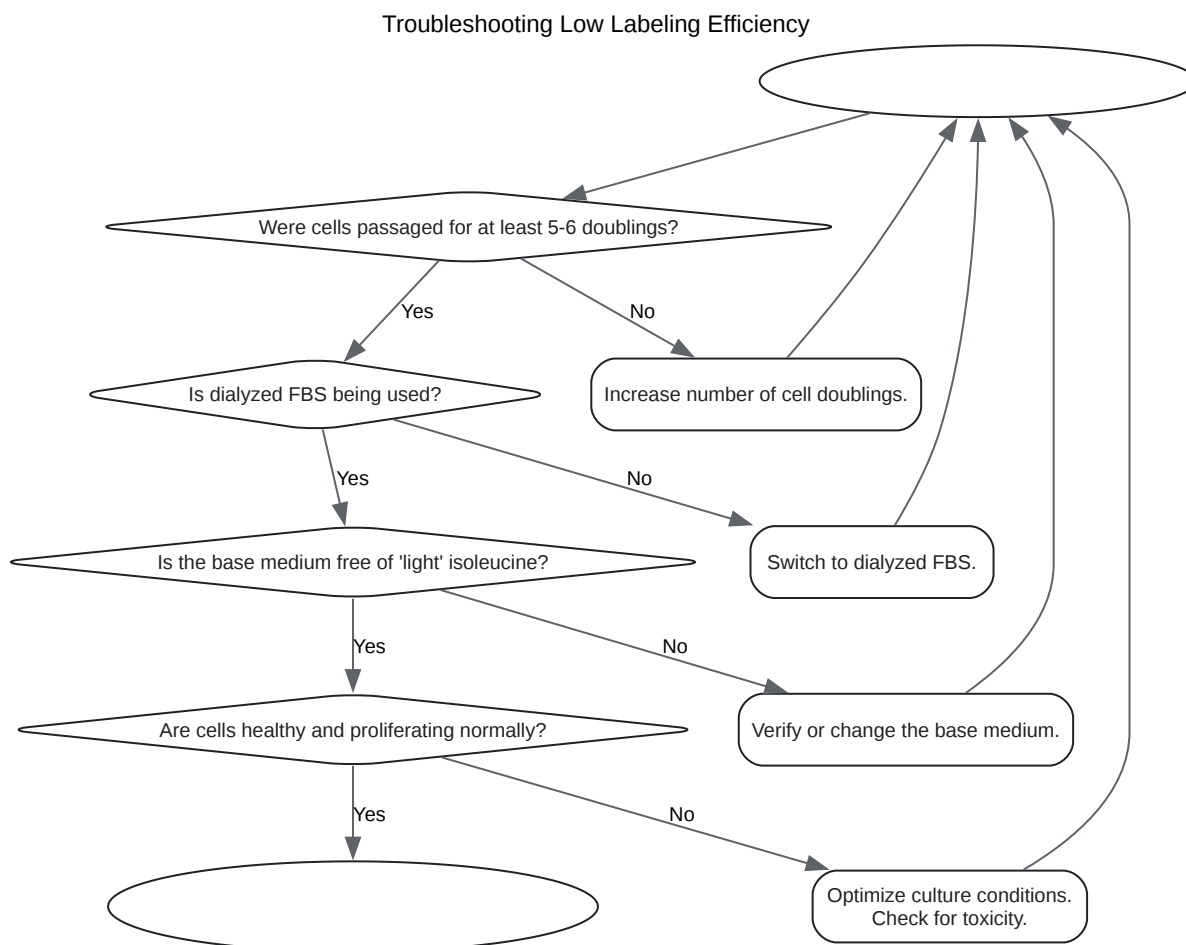 Troubleshooting Low Labeling Efficiency
Were cells passaged for at least 5-6 doublings?
Yes
No
Is dialyzed FBS being used?
Increase number of cell doublings.
Yes
No
Is the base medium free of 'light' isoleucine?
Switch to dialyzed FBS.
Yes
No
Are cells healthy and proliferating normally?
Verify or change the base medium.
Yes
No
Optimize culture conditions.
Check for toxicity.